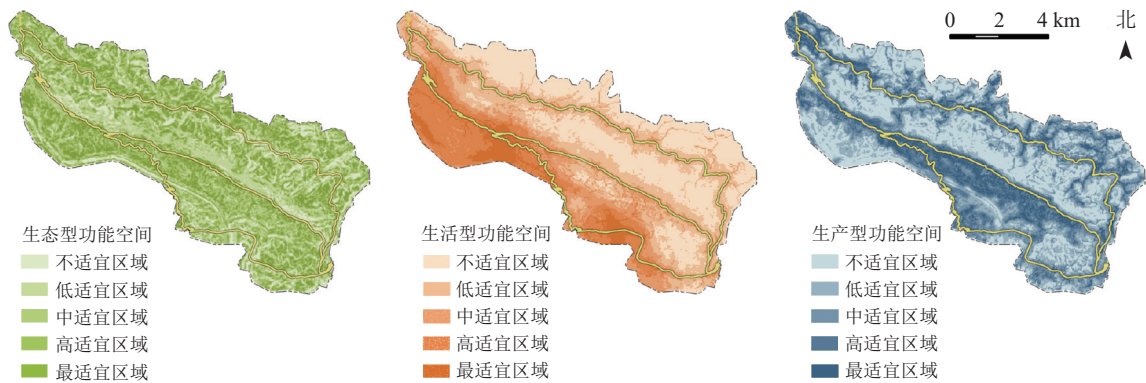 0 2 4 km
北
生态型功能空间
不适宜区域
低适宜区域
中适宜区域
高适宜区域
最适宜区域
生活型功能空间
不适宜区域
低适宜区域
中适宜区域
高适宜区域
最适宜区域
生产型功能空间
不适宜区域
低适宜区域
中适宜区域
高适宜区域
最适宜区域